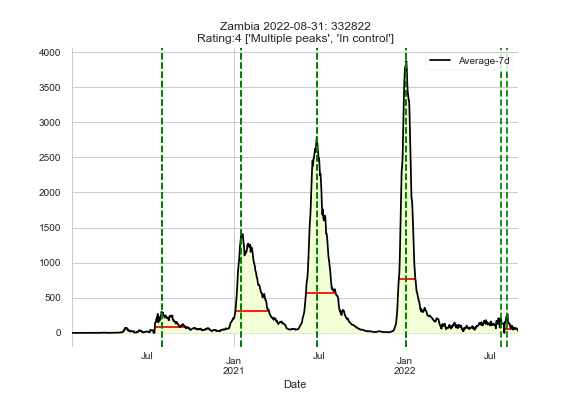 Zambia 2022-08-31: 332822
Rating:4 ['Multiple peaks', 'In control']
Average-7d
4000
3500
3000
2500
2000
1500
1000
500
0
Jul
Jan
2021
Jul
Jan
2022
Jul
Date